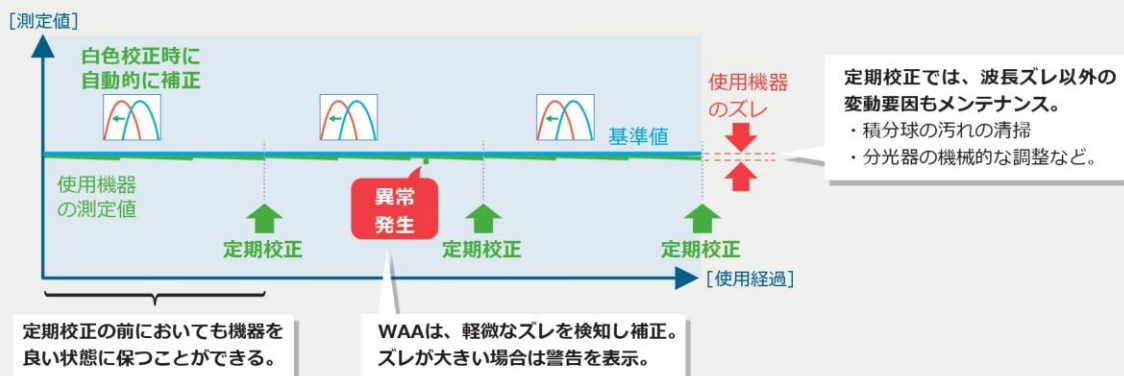 [測定値]
白色校正時に
自動的に補正
使用機器
のズレ
基準値
定期校正では、波長ズレ以外の
変動要因もメンテナンス。
・積分球の汚れの清掃
・分光器の機械的な調整など。
使用機器
の測定値
異常
発生
定期校正
定期校正
定期校正
[使用経過]
定期校正の前においても機器を
良い状態に保つことができる。
WAAは、軽微なズレを検知し補正。
ズレが大きい場合は警告を表示。